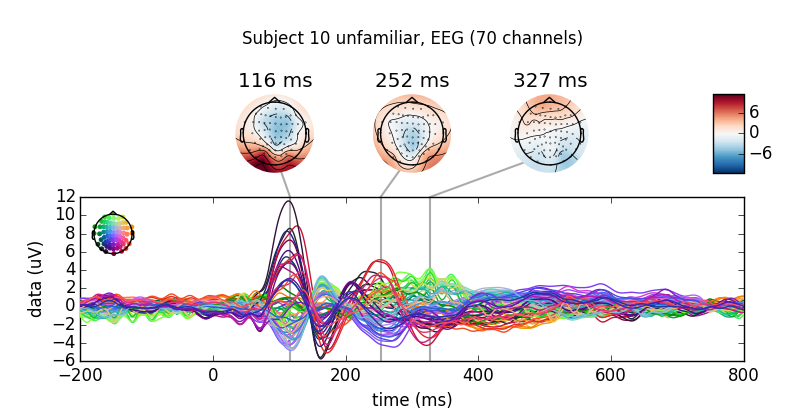 Subject 10 unfamiliar, EEG (70 channels)
116 ms 252 ms 327 ms
6
0
−6
12
10
8
6
4
2
0
−2
−4
−6
data (uV)
−200 0 200 400 600 800
time (ms)